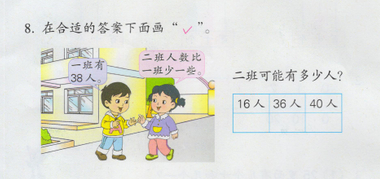 8. 在合适的答案下面画“✓”。
一班有
38人。
二班人数比
一班少一些。
二班可能有多少人?
16人 36人 40人